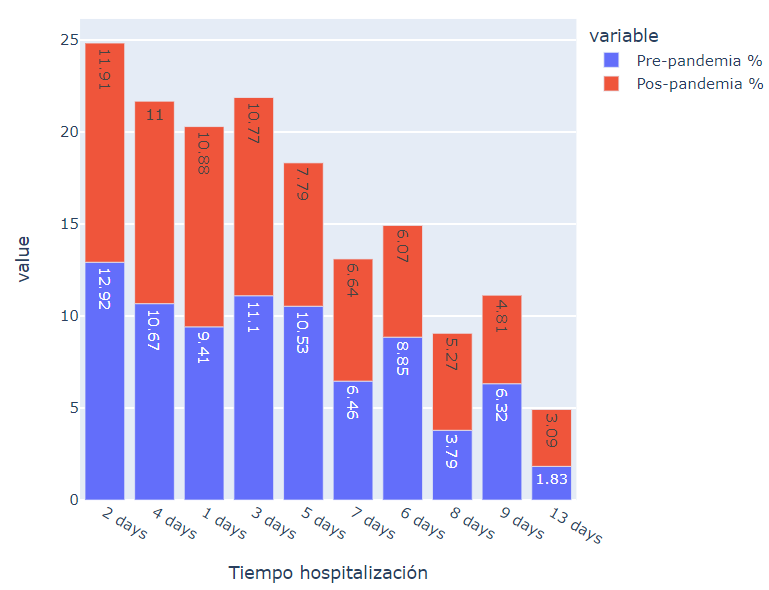 variable
Pre-pandemia %
Pos-pandemia %
value
25
20
15
10
5
0
11.91
11
10.88
10.77
7.79
6.64
6.07
5.27
4.81
3.09
12.92
10.67
9.41
11.1
10.53
6.46
8.85
3.79
6.32
1.83
2 days
4 days
1 days
3 days
5 days
7 days
6 days
8 days
9 days
13 days
Tiempo hospitalización